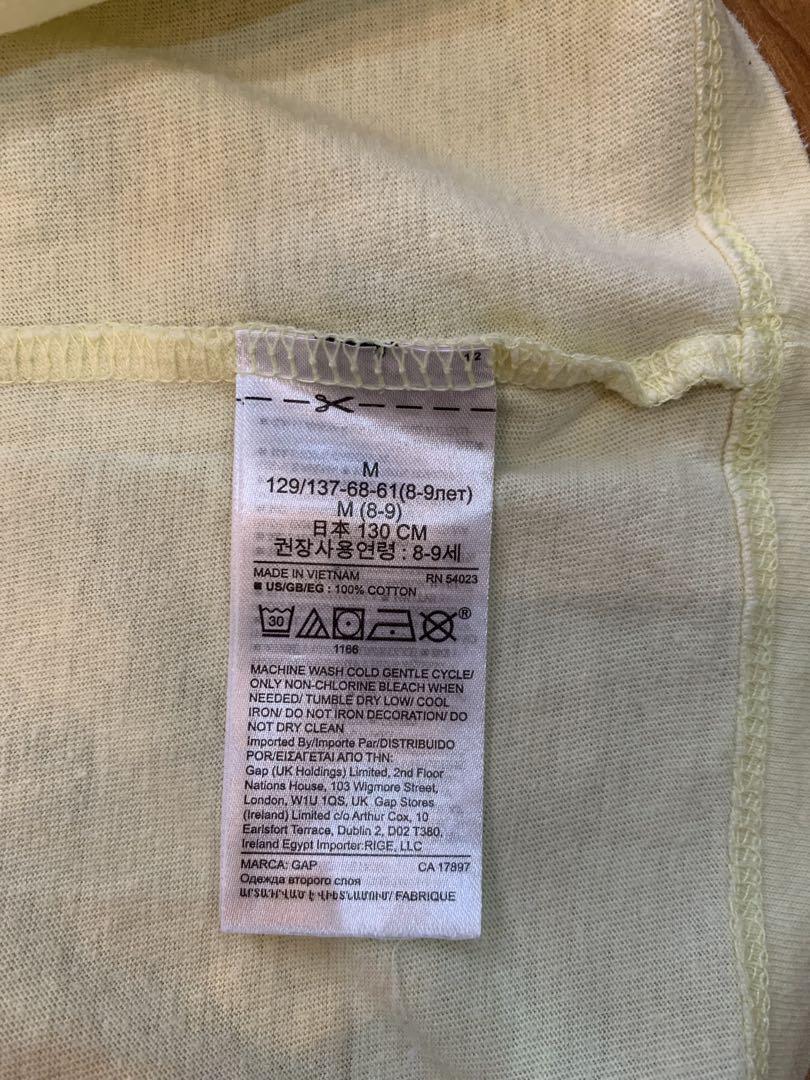 12
M
129/137-68-61(8-9лет)
M (8-9)
日本 130 CM
권장사용연령 : 8-9세
MADE IN VIETNAM RN 54023
■ US/GB/EG : 100% COTTON
30 ®
1166
MACHINE WASH COLD GENTLE CYCLE/
ONLY NON-CHLORINE BLEACH WHEN
NEEDED/ TUMBLE DRY LOW/ COOL
IRON/ DO NOT IRON DECORATION/ DO
NOT DRY CLEAN
Imported By/Importe Par/DISTRIBUIDO
POR/ΕΙΣΑΓΕΤΑΙ ΑΠΟ ΤΗΝ:
Gap (UK Holdings) Limited, 2nd Floor
Nations House, 103 Wigmore Street,
London, W1U 1QS, UK Gap Stores
(Ireland) Limited c/o Arthur Cox, 10
Earlsfort Terrace, Dublin 2, D02 T380,
Ireland Egypt Importer:RIGE, LLC
MARCA: GAP CA 17897
Одежда второго слоя
ԱՐՏԱԴՐՎԱԾ Է ՎԻԵՏՆԱՄՈՒՄ/ FABRIQUE